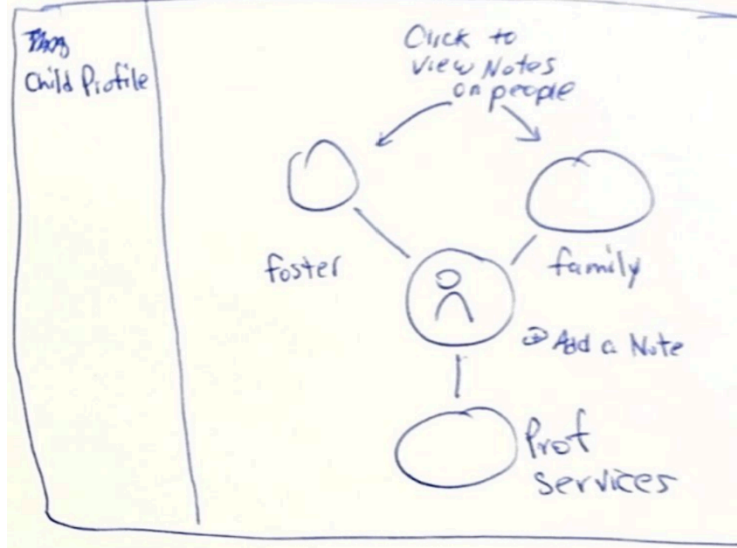 Child Profile
Click to
View Notes
on people
foster
family
Add a Note
Prof
Services